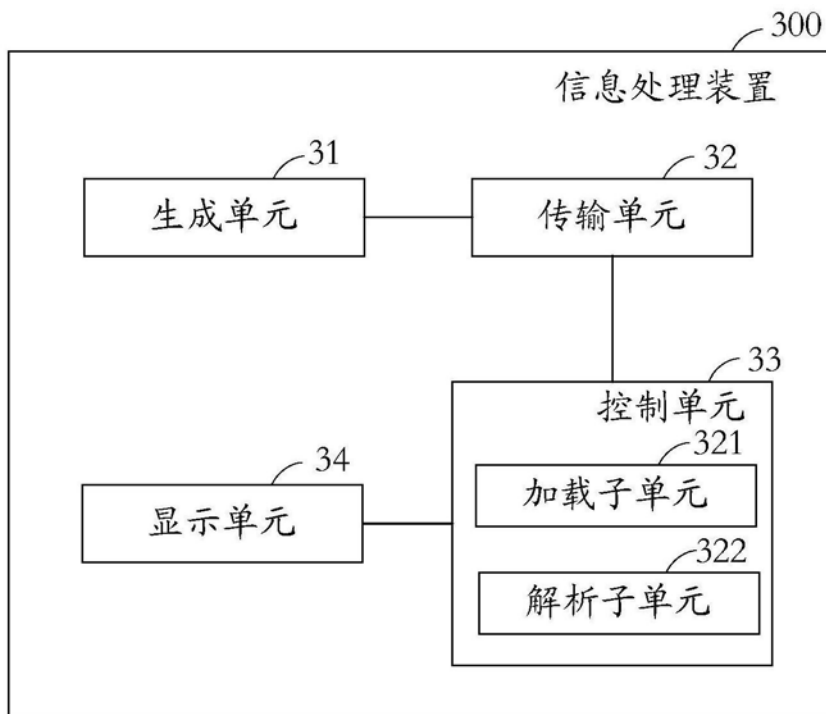 300
信息处理装置
31
32
生成单元
传输单元
33
控制单元
34
321
显示单元
加载子单元
322
解析子单元